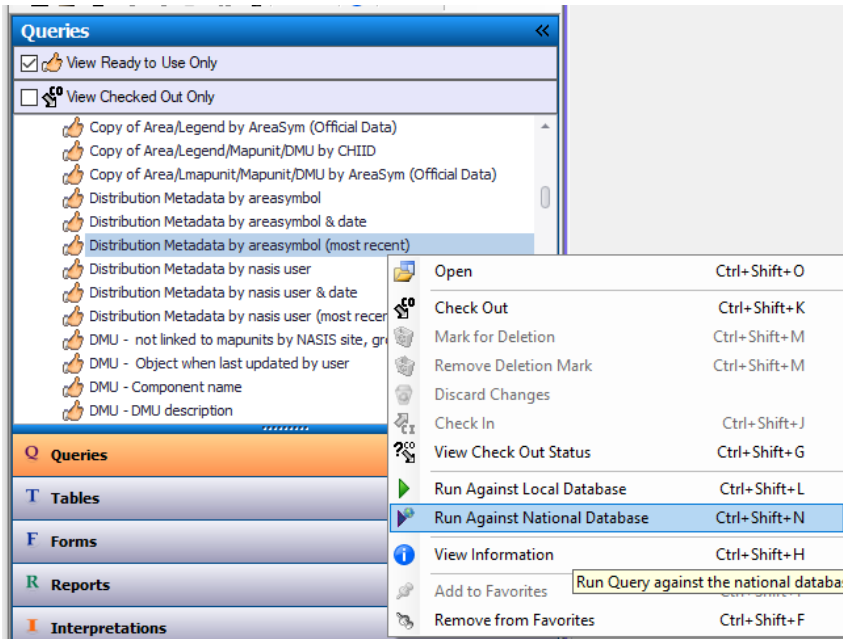 Queries
View Ready to Use Only
CO View Checked Out Only
Copy of Area/Legend by AreaSym (Official Data)
Copy of Area/Legend/Mapunit/DMU by CHIID
Copy of Area/Lmapunit/Mapunit/DMU by AreaSym (Official Data)
Distribution Metadata by areasymbol
Distribution Metadata by areasymbol & date
Distribution Metadata by areasymbol (most recent)
Distribution Metadata by nasis user
Distribution Metadata by nasis user & date
Distribution Metadata by nasis user (most recen
DMU - not linked to mapunits by NASIS site, gr
DMU - Object when last updated by user
DMU - Component name
DMU - DMU description
Q Queries
T Tables
F Forms
R Reports
I Interpretations
Open Ctrl+Shift+O
CO Check Out Ctrl+Shift+K
Mark for Deletion Ctrl+Shift+M
Remove Deletion Mark Ctrl+Shift+M
Discard Changes
CI Check In Ctrl+Shift+J
?CO View Check Out Status Ctrl+Shift+G
Run Against Local Database Ctrl+Shift+L
Run Against National Database Ctrl+Shift+N
View Information Ctrl+Shift+H
Add to Favorites
Run Query against the national databa
Remove from Favorites Ctrl+Shift+F